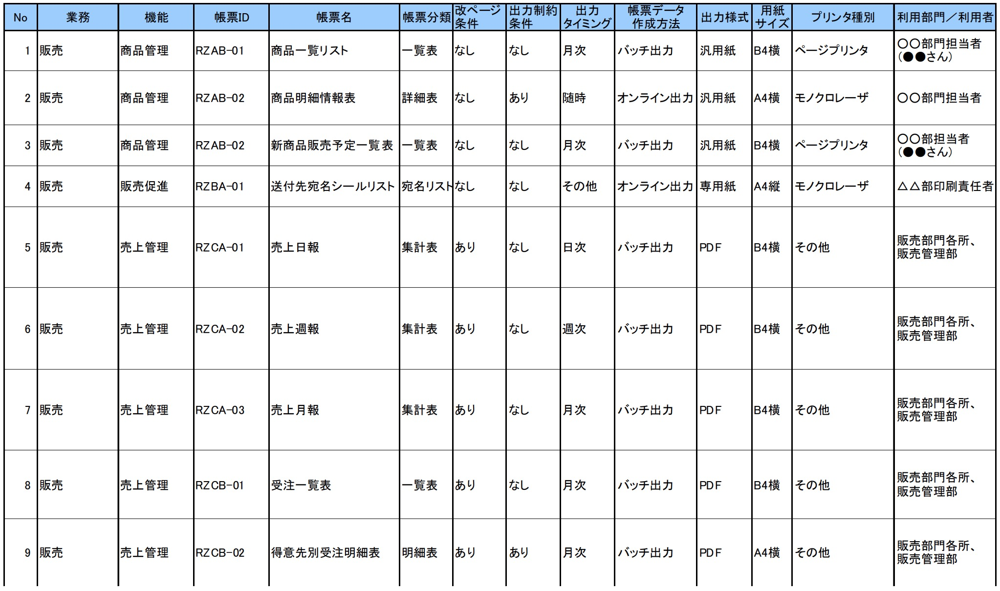 No 業務 機能 帳票ID 帳票名 帳票分類 改ページ条件 出力制約条件 出力タイミング 帳票データ作成方法 出力様式 用紙サイズ プリンタ種別 利用部門／利用者
1 販売 商品管理 RZAB-01 商品一覧リスト 一覧表 なし なし 月次 バッチ出力 汎用紙 B4横 ページプリンタ 〇〇部門担当者
(●●さん)
2 販売 商品管理 RZAB-02 商品明細情報表 詳細表 なし あり 随時 オンライン出力 汎用紙 A4横 モノクロレーザ 〇〇部門担当者
3 販売 商品管理 RZAB-02 新商品販売予定一覧表 一覧表 なし なし 月次 バッチ出力 汎用紙 B4横 ページプリンタ 〇〇部担当者
(●●さん)
4 販売 販売促進 RZBA-01 送付先宛名シールリスト 宛名リスト なし なし その他 オンライン出力 専用紙 A4縦 モノクロレーザ △△部印刷責任者
5 販売 売上管理 RZCA-01 売上日報 集計表 あり なし 日次 バッチ出力 PDF B4横 その他 販売部門各所、
販売管理部
6 販売 売上管理 RZCA-02 売上週報 集計表 あり なし 週次 バッチ出力 PDF B4横 その他 販売部門各所、
販売管理部
7 販売 売上管理 RZCA-03 売上月報 集計表 あり なし 月次 バッチ出力 PDF B4横 その他 販売部門各所、
販売管理部
8 販売 売上管理 RZCB-01 受注一覧表 一覧表 あり なし 月次 バッチ出力 PDF B4横 その他 販売部門各所、
販売管理部
9 販売 売上管理 RZCB-02 得意先別受注明細表 明細表 あり あり 月次 バッチ出力 PDF A4横 その他 販売部門各所、
販売管理部